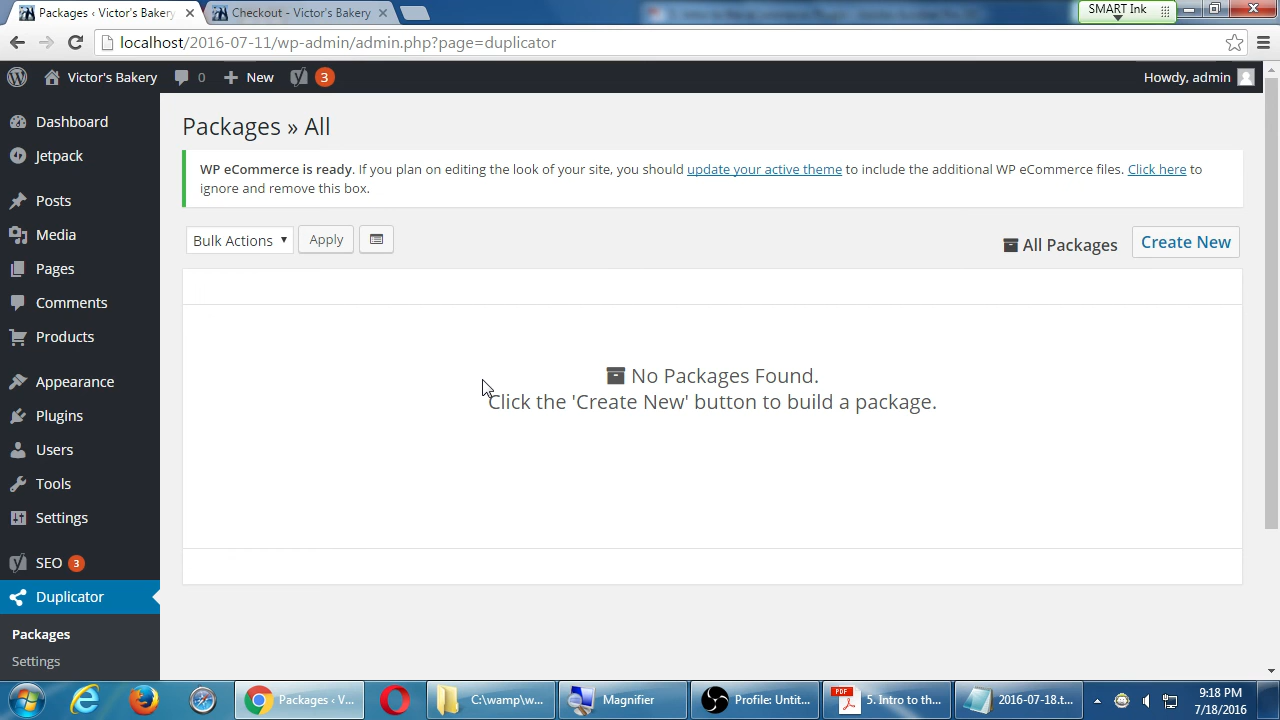 Packages ‹ Victor's Bakery
Checkout - Victor's Bakery
SMART Ink
localhost/2016-07-11/wp-admin/admin.php?page=duplicator
Victor's Bakery
0
New
3
Howdy, admin
Dashboard
Jetpack
Posts
Media
Pages
Comments
Products
Appearance
Plugins
Users
Tools
Settings
SEO 3
Duplicator
Packages
Settings
Packages » All
WP eCommerce is ready. If you plan on editing the look of your site, you should update your active theme to include the additional WP eCommerce files. Click here to
ignore and remove this box.
Bulk Actions
Apply
All Packages
Create New
No Packages Found.
Click the 'Create New' button to build a package.
Packages ‹ V...
C:\wamp\w...
Magnifier
Profile: Untit...
PDF
5. Intro to th...
2016-07-18.t...
9:18 PM
7/18/2016